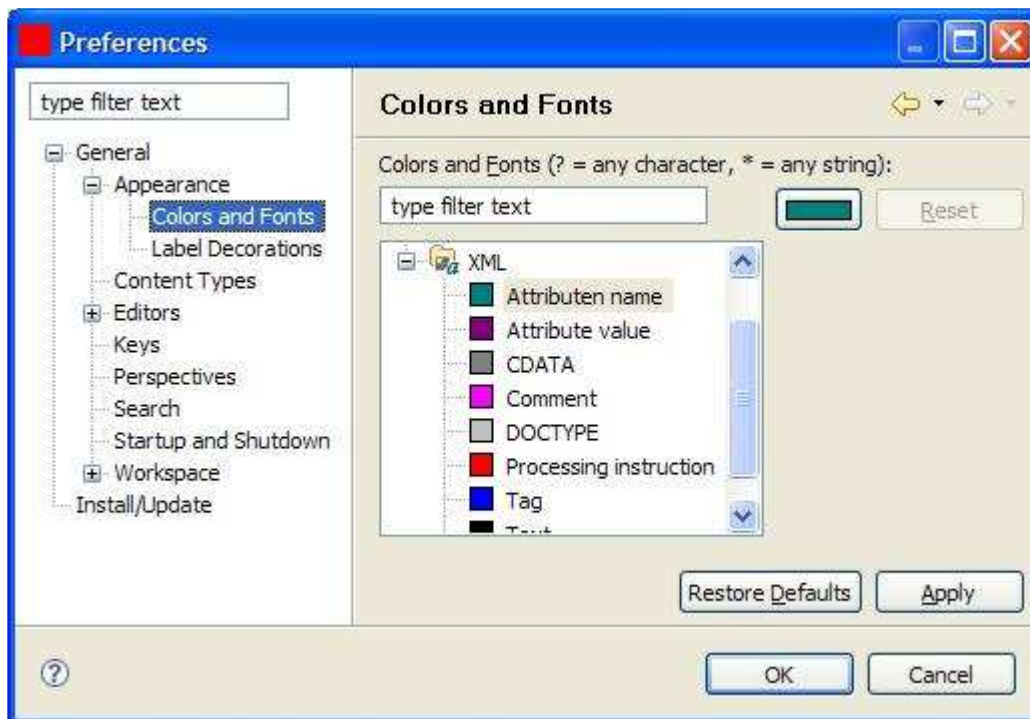 Preferences
type filter text
General
Appearance
Colors and Fonts
Label Decorations
Content Types
Editors
Keys
Perspectives
Search
Startup and Shutdown
Workspace
Install/Update
Colors and Fonts
Colors and Fonts (? = any character, * = any string):
type filter text
Reset
XML
Attributen name
Attribute value
CDATA
Comment
DOCTYPE
Processing instruction
Tag
Text
Restore Defaults
Apply
OK
Cancel